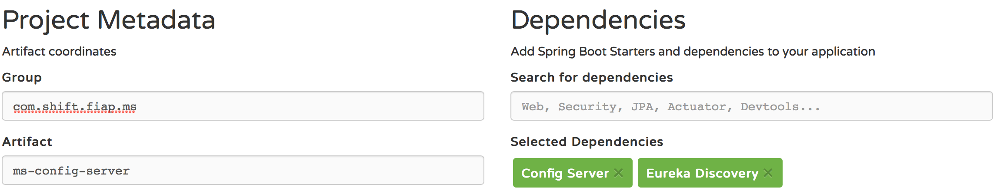 Project Metadata
Artifact coordinates
Group
com.shift.fiap.ms
Artifact
ms-config-server
Dependencies
Add Spring Boot Starters and dependencies to your application
Search for dependencies
Web, Security, JPA, Actuator, Devtools...
Selected Dependencies
Config Server ×
Eureka Discovery ×